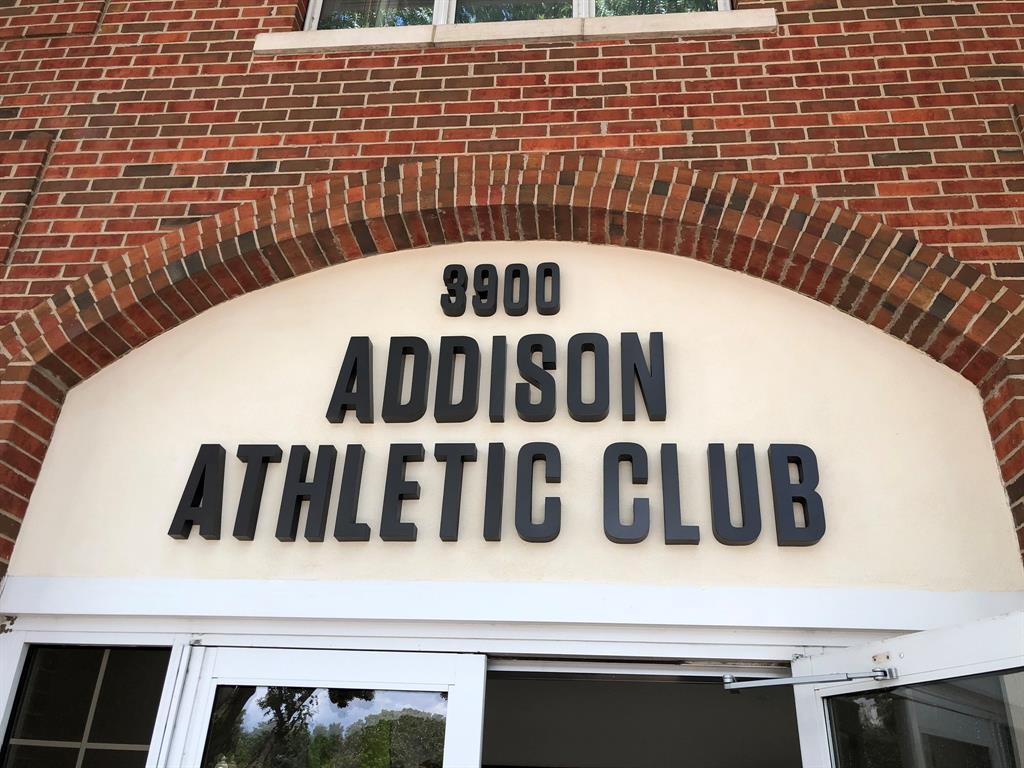 3900
ADDISON
ATHLETIC CLUB